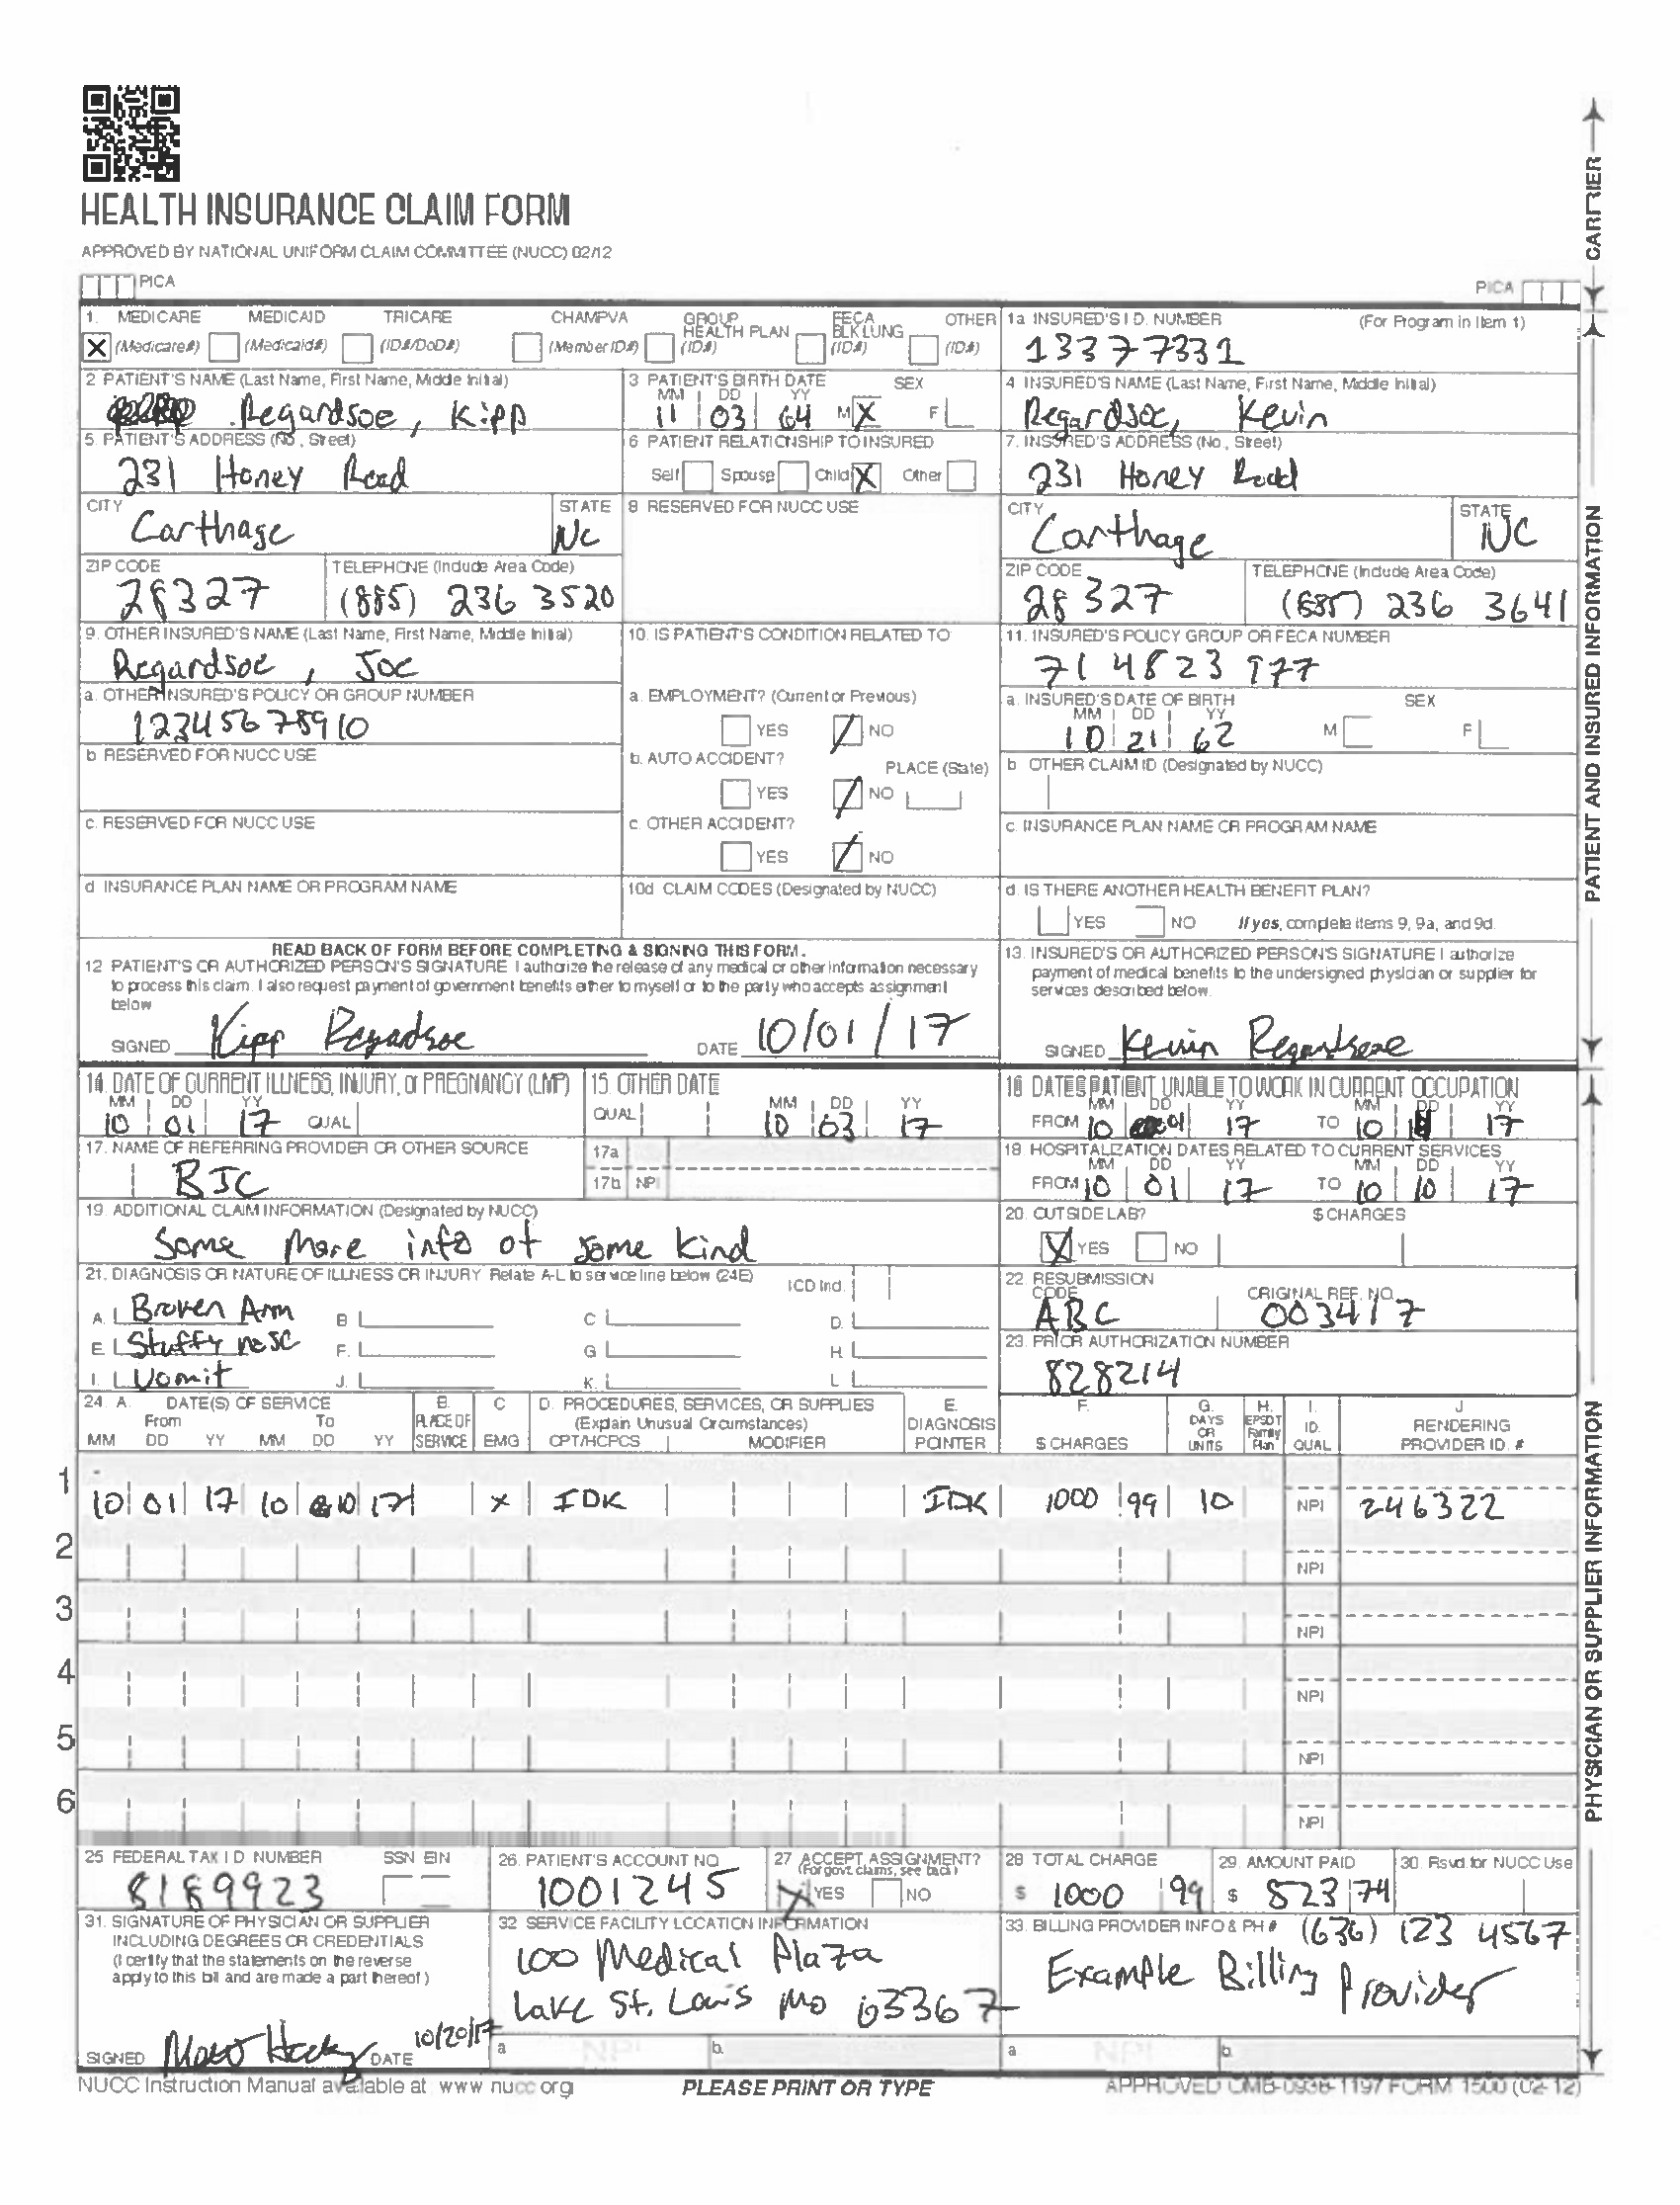 HEALTH INSURANCE CLAIM FORM
APPROVED BY NATIONAL UNIFORM CLAIM COMMITTEE (NUCC) 02/12
PICA
PICA
CARRIER
1. MEDICARE MEDICAID TRICARE CHAMPVA GROUP HEALTH PLAN FECA BLK LUNG OTHER
X (Medicare#) (Medicaid#) (ID#/DoD#) (Member ID#) (ID#) (ID#) (ID#)
1a. INSURED'S I.D. NUMBER (For Program in Item 1)
13377331
2. PATIENT'S NAME (Last Name, First Name, Middle Initial)
Regardsoe, Kipp
3. PATIENT'S BIRTH DATE SEX
MM DD YY
11 03 64 M X F
4. INSURED'S NAME (Last Name, First Name, Middle Initial)
Regardsoe, Kevin
5. PATIENT'S ADDRESS (No., Street)
231 Honey Road
6. PATIENT RELATIONSHIP TO INSURED
Self Spouse Child X Other
7. INSURED'S ADDRESS (No., Street)
231 Honey Road
CITY STATE
Carthage NC
8. RESERVED FOR NUCC USE
CITY STATE
Carthage NC
ZIP CODE TELEPHONE (Include Area Code)
28327 (885) 236 3520
ZIP CODE TELEPHONE (Include Area Code)
28327 236 3641
9. OTHER INSURED'S NAME (Last Name, First Name, Middle Initial)
Regardsoe, Joe
10. IS PATIENT'S CONDITION RELATED TO
11. INSURED'S POLICY GROUP OR FECA NUMBER
714823 977
a. OTHER INSURED'S POLICY OR GROUP NUMBER
12345678910
a. EMPLOYMENT? (Current or Previous)
YES NO
a. INSURED'S DATE OF BIRTH SEX
MM DD YY
10 21 62 M F
b. RESERVED FOR NUCC USE
b. AUTO ACCIDENT? PLACE (State)
YES NO
b. OTHER CLAIM ID (Designated by NUCC)
c. RESERVED FOR NUCC USE
c. OTHER ACCIDENT?
YES NO
c. INSURANCE PLAN NAME OR PROGRAM NAME
d. INSURANCE PLAN NAME OR PROGRAM NAME
10d. CLAIM CODES (Designated by NUCC)
d. IS THERE ANOTHER HEALTH BENEFIT PLAN?
YES NO If yes, complete items 9, 9a, and 9d.
PATIENT AND INSURED INFORMATION
READ BACK OF FORM BEFORE COMPLETING & SIGNING THIS FORM.
12. PATIENT'S OR AUTHORIZED PERSON'S SIGNATURE I authorize the release of any medical or other information necessary
to process this claim. I also request payment of government benefits either to myself or to the party who accepts assignment
below
SIGNED Kipp Regardsoe DATE 10/01/17
13. INSURED'S OR AUTHORIZED PERSON'S SIGNATURE I authorize
payment of medical benefits to the undersigned physician or supplier for
services described below.
SIGNED Kevin Regardsoe
14. DATE OF CURRENT ILLNESS, INJURY, or PREGNANCY (LMP)
MM DD YY
10 01 17 QUAL
15. OTHER DATE
QUAL MM DD YY
10 03 17
16. DATES PATIENT UNABLE TO WORK IN CURRENT OCCUPATION
MM DD YY MM DD YY
FROM 10 01 17 TO 10 17
17. NAME OF REFERRING PROVIDER OR OTHER SOURCE
BJC
17a
17b NPI
18. HOSPITALIZATION DATES RELATED TO CURRENT SERVICES
MM DD YY MM DD YY
FROM 10 01 17 TO 10 10 17
19. ADDITIONAL CLAIM INFORMATION (Designated by NUCC)
Some more info of some kind
20. OUTSIDE LAB? $ CHARGES
X YES NO
21. DIAGNOSIS OR NATURE OF ILLNESS OR INJURY Relate A-L to service line below (24E) ICD Ind.
A. Broken Arm B. C. D.
E. Stuffy nose F. G. H.
I. Vomit J. K. L.
22. RESUBMISSION CODE ORIGINAL REF. NO.
ABC 003417
23. PRIOR AUTHORIZATION NUMBER
828214
24. A. DATE(S) OF SERVICE B. C D. PROCEDURES, SERVICES, OR SUPPLIES E. F. G. H. I. J
From To PLACE OF (Explain Unusual Circumstances) DIAGNOSIS DAYS OR EPSDT Family ID. RENDERING
MM DD YY MM DD YY SERVICE EMG CPT/HCPCS MODIFIER POINTER $ CHARGES UNITS Plan QUAL PROVIDER ID. #
1 10 01 17 10 10 17 X IDK IDK 1000 99 10 NPI 246322
2 NPI
3 NPI
4 NPI
5 NPI
6 NPI
25. FEDERAL TAX I.D. NUMBER SSN EIN
8189923
26. PATIENT'S ACCOUNT NO.
1001245
27. ACCEPT ASSIGNMENT?
(For govt. claims, see back)
X YES NO
28. TOTAL CHARGE
$ 1000 99
29. AMOUNT PAID
$ 823 74
30. Rsvd. for NUCC Use
31. SIGNATURE OF PHYSICIAN OR SUPPLIER
INCLUDING DEGREES OR CREDENTIALS
(I certify that the statements on the reverse
apply to this bill and are made a part thereof.)
SIGNED DATE 10/20/17
32. SERVICE FACILITY LOCATION INFORMATION
100 Medical Plaza
Lake St. Louis Mo 63367
a. NPI b.
33. BILLING PROVIDER INFO & PH # (636) 123 4567
Example Billing Provider
a. NPI b.
PHYSICIAN OR SUPPLIER INFORMATION
NUCC Instruction Manual available at www nucc org
PLEASE PRINT OR TYPE
APPROVED OMB-0938-1197 FORM 1500 (02-12)